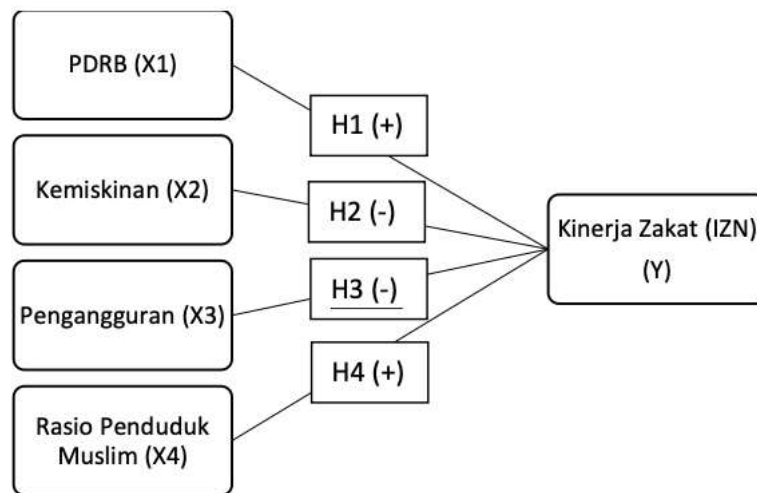 PDRB (X1)
H1 (+)
Kemiskinan (X2)
H2 (-)
Kinerja Zakat (IZN)
(Y)
Pengangguran (X3)
H3 (-)
H4 (+)
Rasio Penduduk
Muslim (X4)